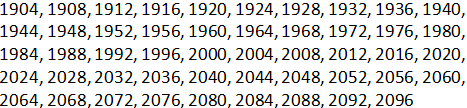 1904, 1908, 1912, 1916, 1920, 1924, 1928, 1932, 1936, 1940,
1944, 1948, 1952, 1956, 1960, 1964, 1968, 1972, 1976, 1980,
1984, 1988, 1992, 1996, 2000, 2004, 2008, 2012, 2016, 2020,
2024, 2028, 2032, 2036, 2040, 2044, 2048, 2052, 2056, 2060,
2064, 2068, 2072, 2076, 2080, 2084, 2088, 2092, 2096